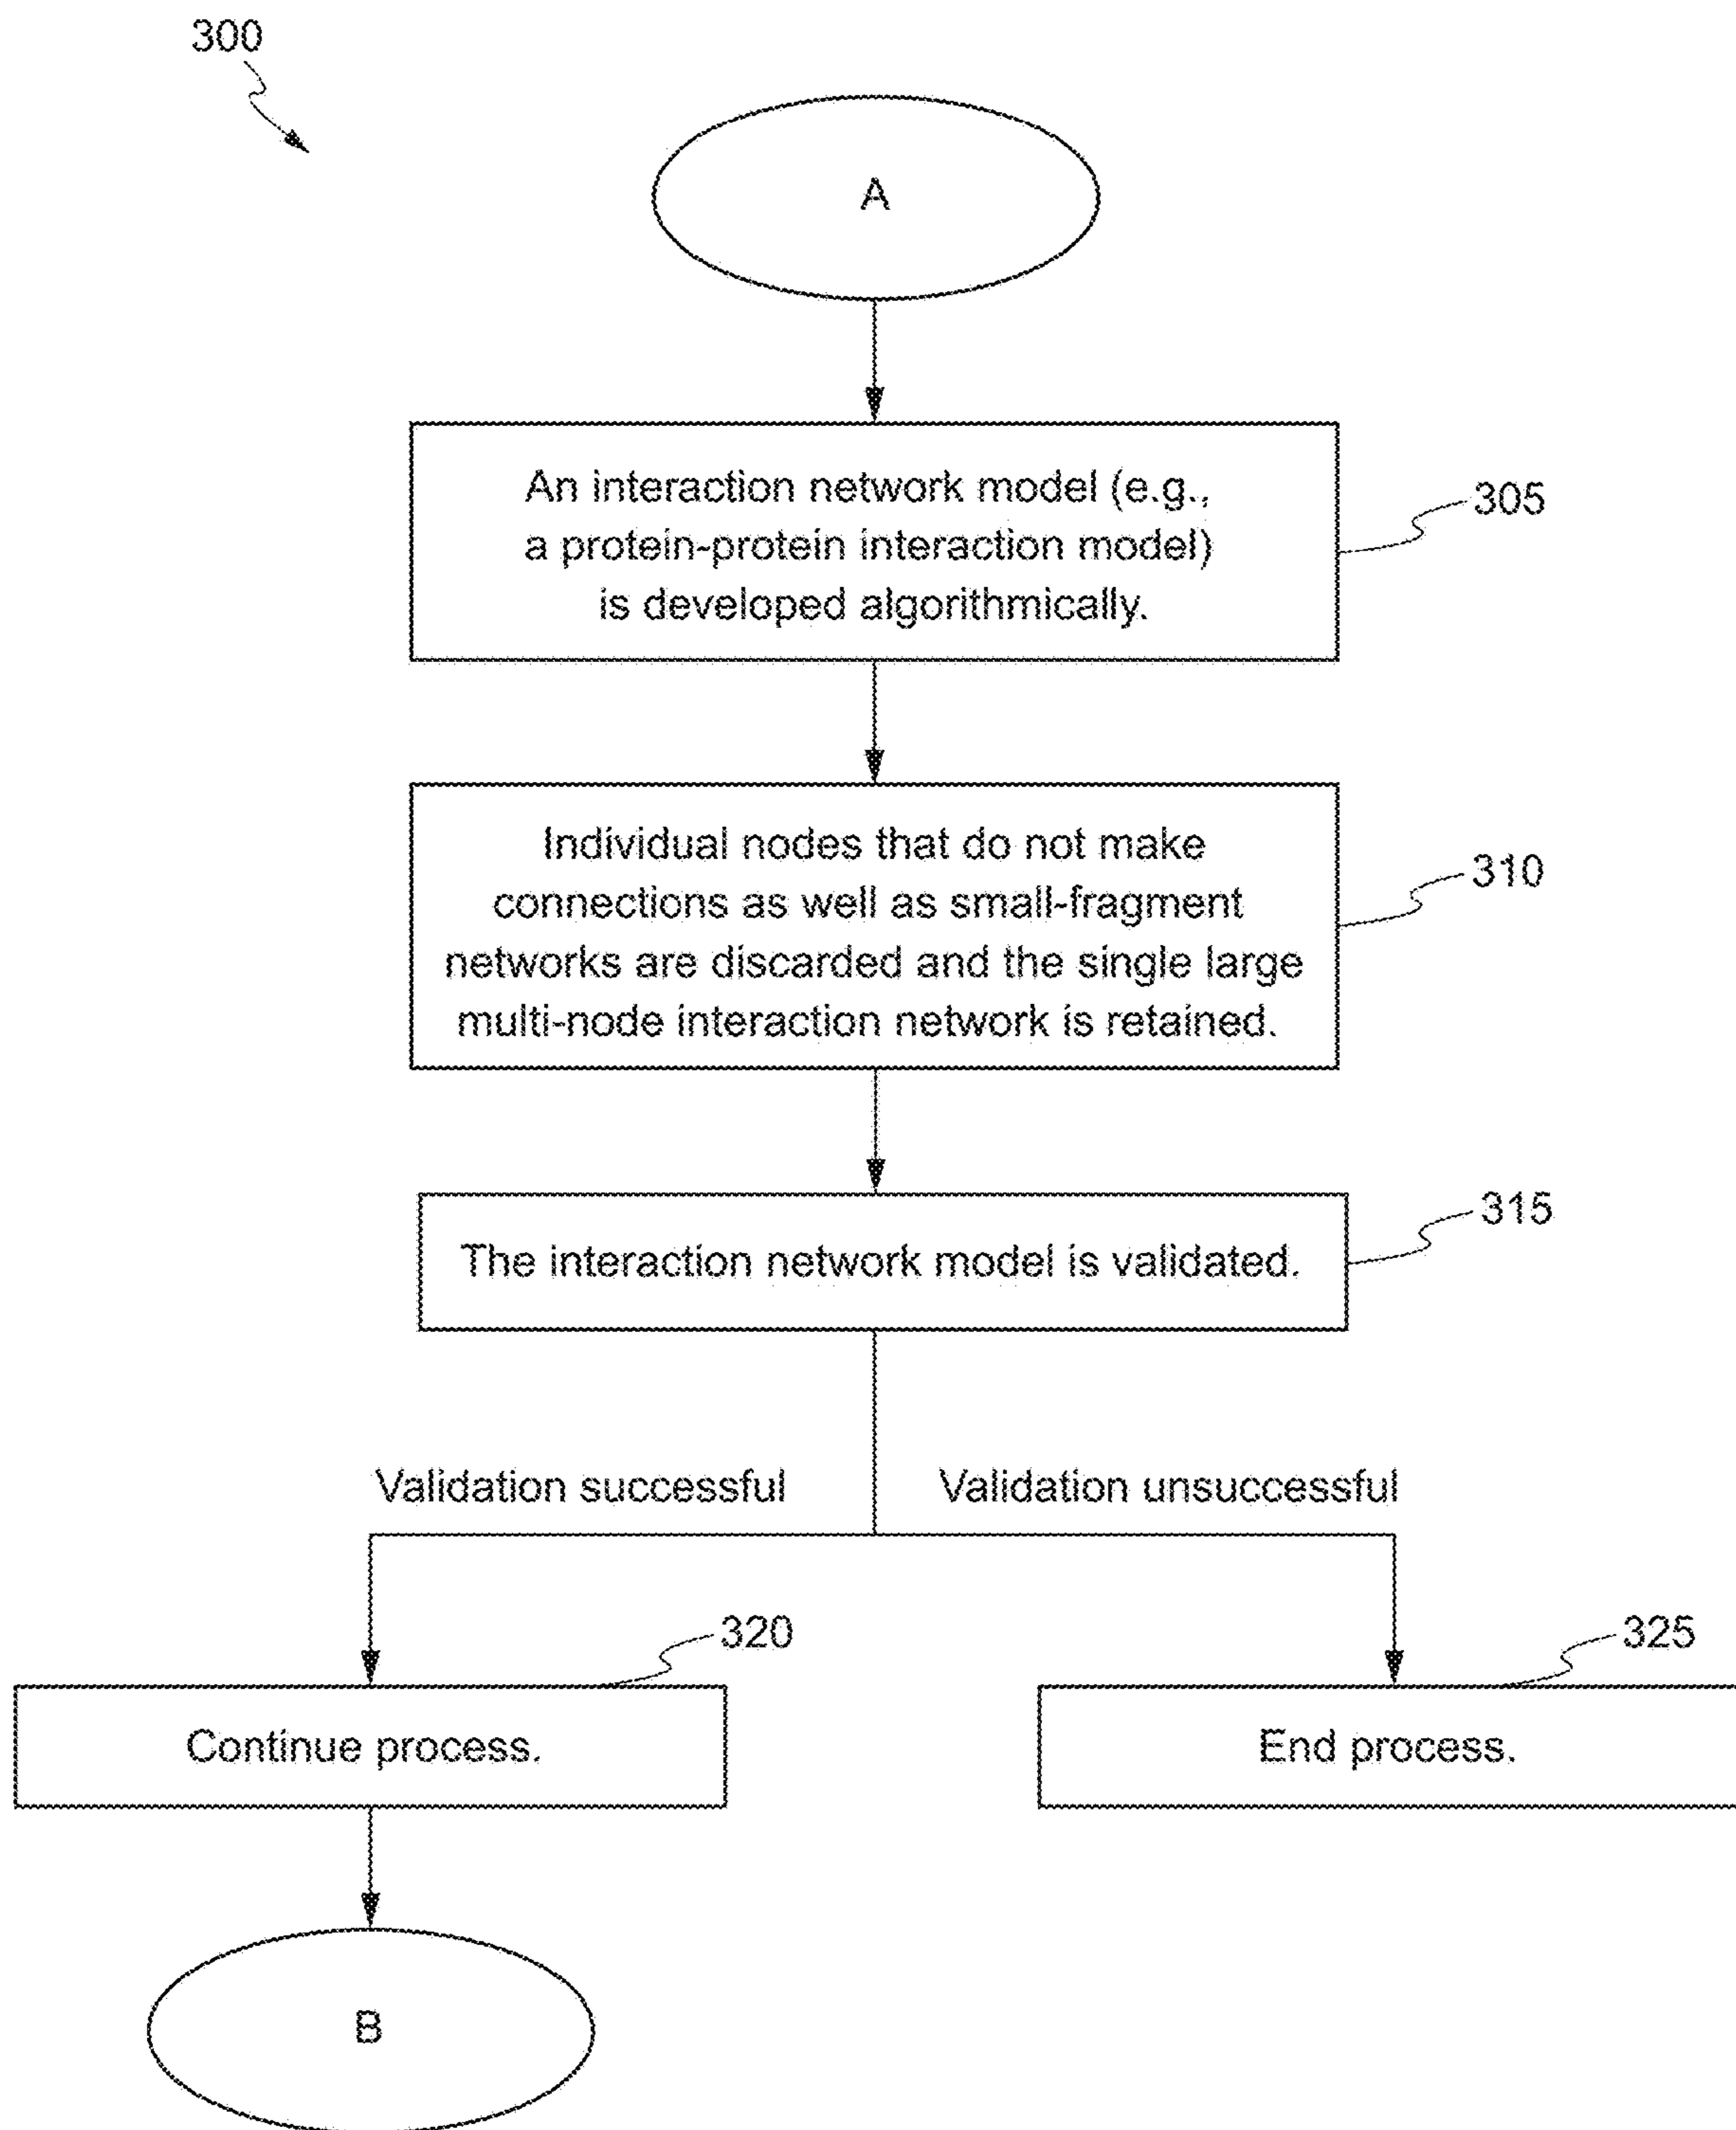 300
A
An interaction network model (e.g.,
a protein-protein interaction model)
is developed algorithmically.
305
Individual nodes that do not make
connections as well as small-fragment
networks are discarded and the single large
multi-node interaction network is retained.
310
The interaction network model is validated.
315
Validation successful
Validation unsuccessful
320
325
Continue process.
End process.
B